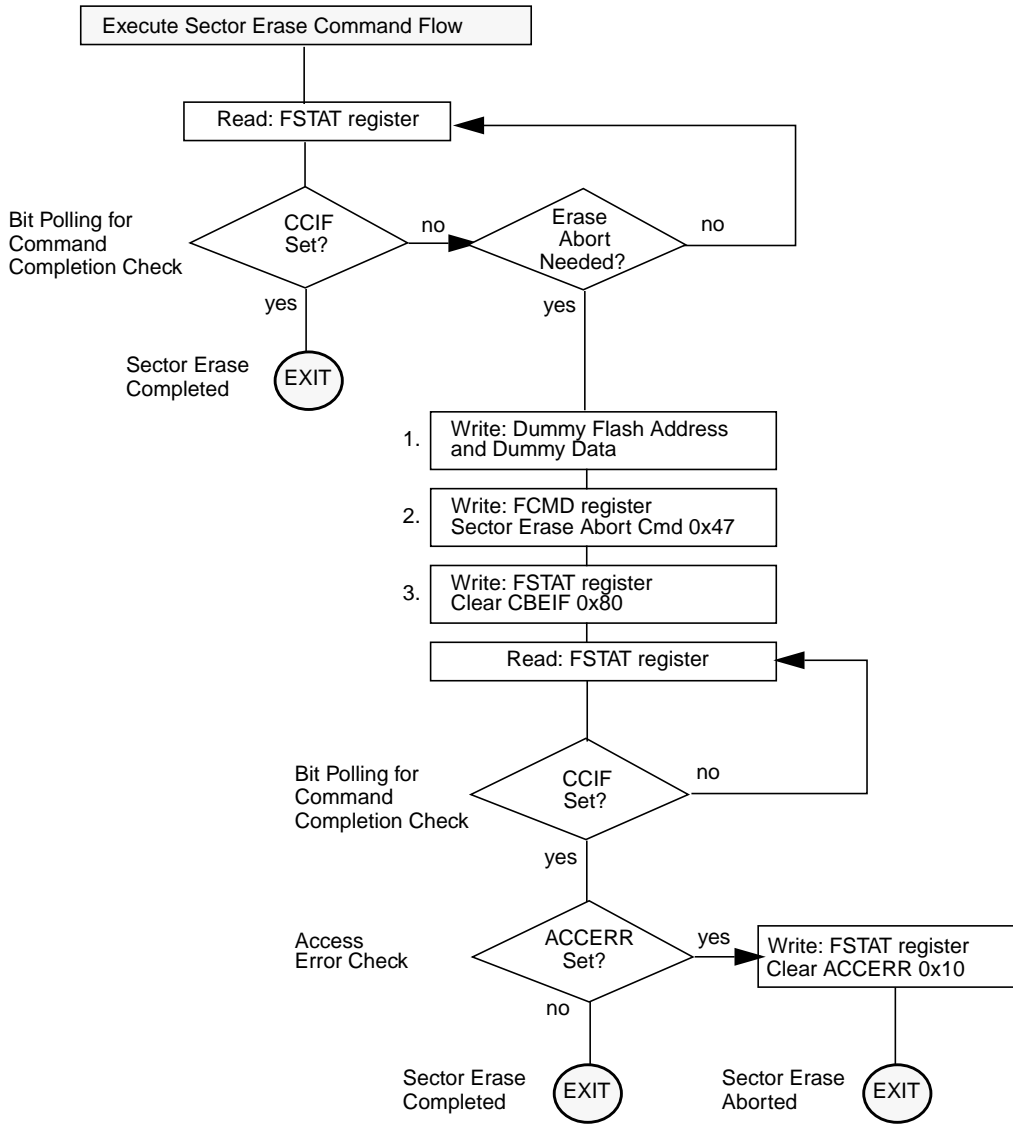 Execute Sector Erase Command Flow
Read: FSTAT register
Bit Polling for
Command
Completion Check
CCIF
Set?
no
Erase
Abort
Needed?
no
yes
yes
Sector Erase
Completed
EXIT
1.
Write: Dummy Flash Address
and Dummy Data
2.
Write: FCMD register
Sector Erase Abort Cmd 0x47
3.
Write: FSTAT register
Clear CBEIF 0x80
Read: FSTAT register
Bit Polling for
Command
Completion Check
CCIF
Set?
no
yes
Access
Error Check
ACCERR
Set?
yes
Write: FSTAT register
Clear ACCERR 0x10
no
Sector Erase
Completed
EXIT
Sector Erase
Aborted
EXIT